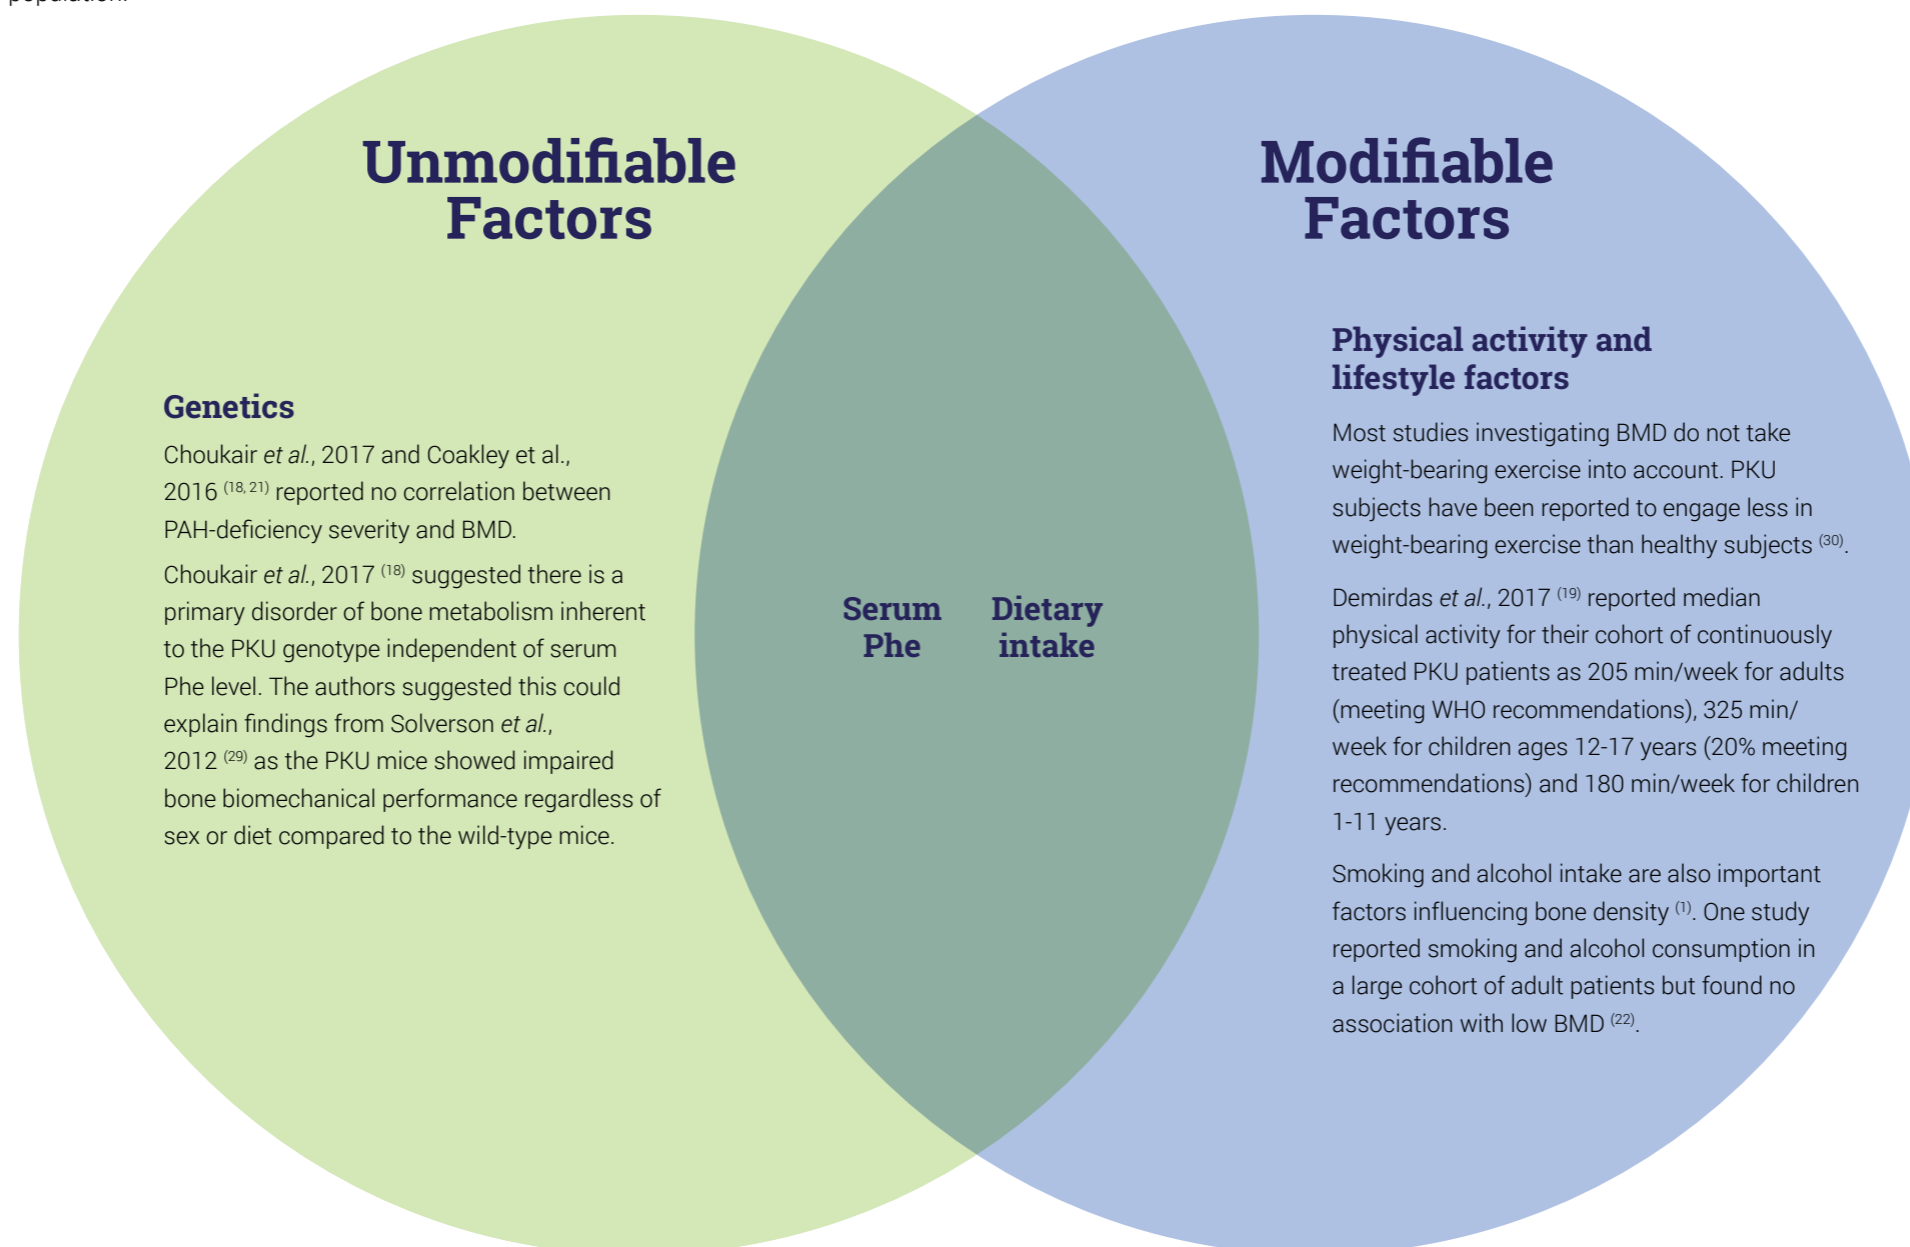 population.
Unmodifiable
Factors
Genetics
Choukair et al., 2017 and Coakley et al.,
2016 (18, 21) reported no correlation between
PAH-deficiency severity and BMD.
Choukair et al., 2017 (18) suggested there is a
primary disorder of bone metabolism inherent
to the PKU genotype independent of serum
Phe level. The authors suggested this could
explain findings from Solverson et al.,
2012 (29) as the PKU mice showed impaired
bone biomechanical performance regardless of
sex or diet compared to the wild-type mice.
Serum
Phe
Dietary
intake
Modifiable
Factors
Physical activity and
lifestyle factors
Most studies investigating BMD do not take
weight-bearing exercise into account. PKU
subjects have been reported to engage less in
weight-bearing exercise than healthy subjects (30).
Demirdas et al., 2017 (19) reported median
physical activity for their cohort of continuously
treated PKU patients as 205 min/week for adults
(meeting WHO recommendations), 325 min/
week for children ages 12-17 years (20% meeting
recommendations) and 180 min/week for children
1-11 years.
Smoking and alcohol intake are also important
factors influencing bone density (1). One study
reported smoking and alcohol consumption in
a large cohort of adult patients but found no
association with low BMD (22).